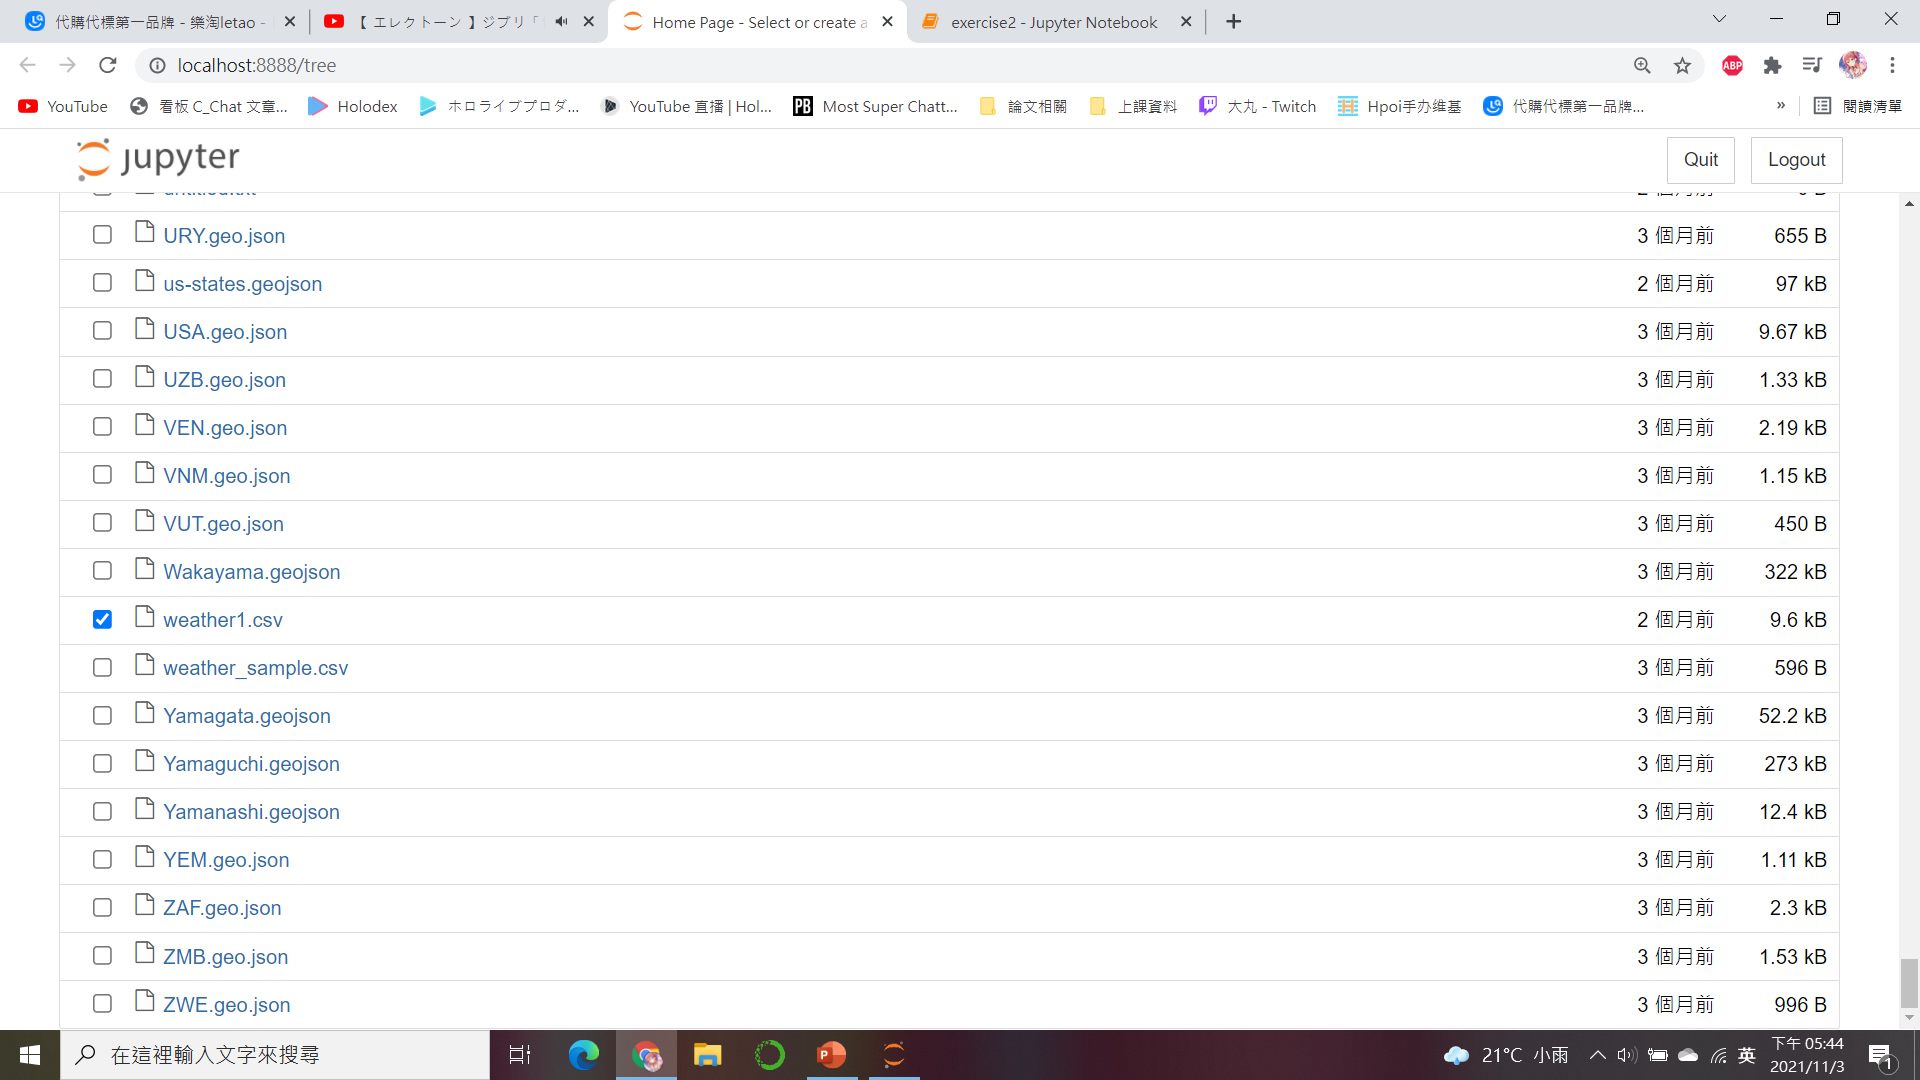 代購代標第一品牌 - 樂淘letao -
【 エレクトーン 】ジブリ「
Home Page - Select or create a
exercise2 - Jupyter Notebook
localhost:8888/tree
YouTube
看板 C_Chat 文章...
Holodex
ホロライブプロダ...
YouTube 直播 | Hol...
PB Most Super Chatt...
論文相關
上課資料
大丸 - Twitch
Hpoi手办维基
代購代標第一品牌...
»
閱讀清單
ABP
jupyter
Quit
Logout
URY.geo.json 3 個月前 655 B
us-states.geojson 2 個月前 97 kB
USA.geo.json 3 個月前 9.67 kB
UZB.geo.json 3 個月前 1.33 kB
VEN.geo.json 3 個月前 2.19 kB
VNM.geo.json 3 個月前 1.15 kB
VUT.geo.json 3 個月前 450 B
Wakayama.geojson 3 個月前 322 kB
weather1.csv 2 個月前 9.6 kB
weather_sample.csv 3 個月前 596 B
Yamagata.geojson 3 個月前 52.2 kB
Yamaguchi.geojson 3 個月前 273 kB
Yamanashi.geojson 3 個月前 12.4 kB
YEM.geo.json 3 個月前 1.11 kB
ZAF.geo.json 3 個月前 2.3 kB
ZMB.geo.json 3 個月前 1.53 kB
ZWE.geo.json 3 個月前 996 B
在這裡輸入文字來搜尋
21°C 小雨
英
下午 05:44
2021/11/3
1